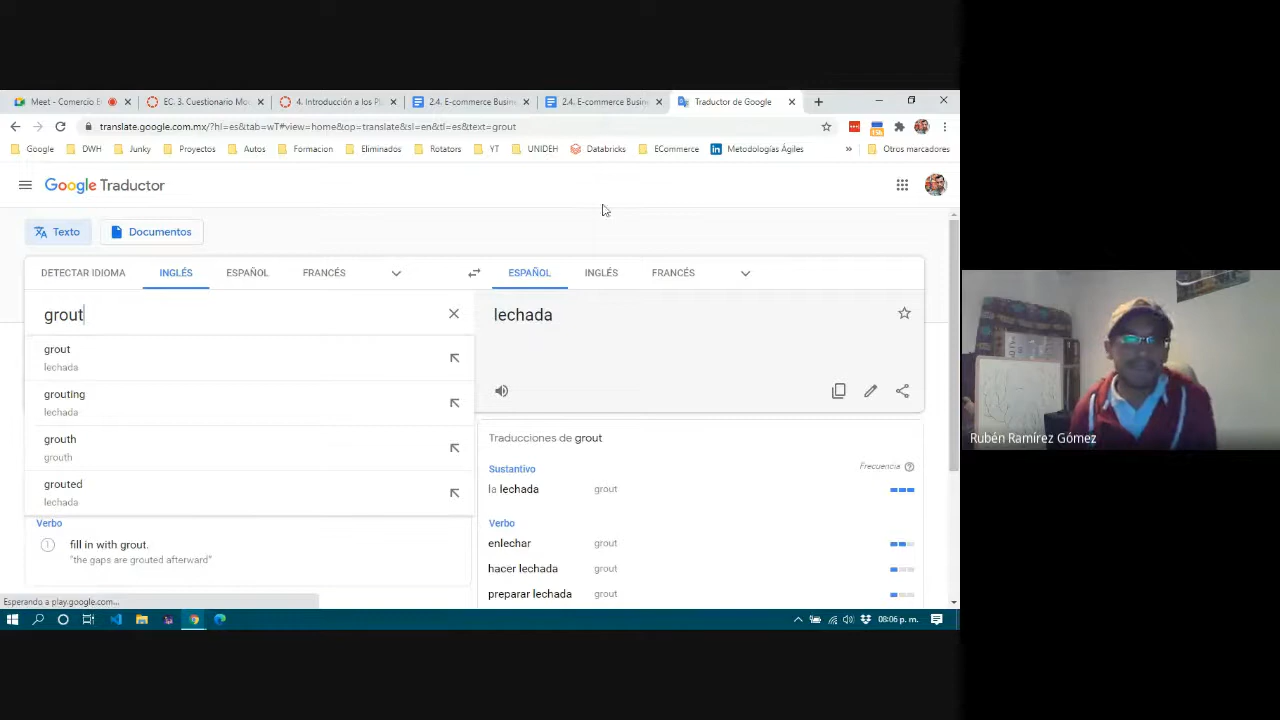 Meet - Comercio E
EC. 3. Cuestionario Mo
4. Introducción a los P
2.4. E-commerce Busin
2.4. E-commerce Busin
Traductor de Google
translate.google.com.mx/?hl=es&tab=wT#view=home&op=translate&sl=en&tl=es&text=grout
Google
DWH
Junky
Proyectos
Autos
Formacion
Eliminados
Rotators
YT
UNIDEH
Databricks
ECommerce
Metodologías Ágiles
»
Otros marcadores
Google Traductor
Texto
Documentos
DETECTAR IDIOMA
INGLÉS
ESPAÑOL
FRANCÉS
ESPAÑOL
INGLÉS
FRANCÉS
grout
lechada
grout
lechada
grouting
lechada
grouth
grouth
grouted
lechada
Verbo
1
fill in with grout.
"the gaps are grouted afterward"
Traducciones de grout
Frecuencia
Sustantivo
la lechada grout
Verbo
enlechar grout
hacer lechada grout
preparar lechada grout
Esperando a play.google.com...
08:06 p. m.
Rubén Ramírez Gómez